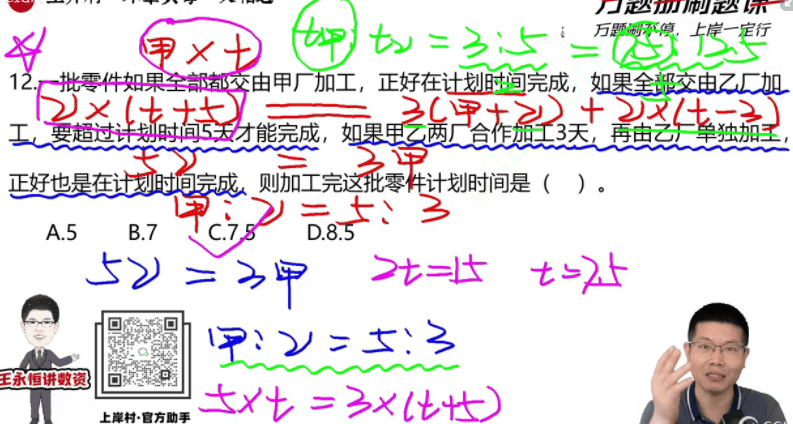 万题册刷题课
万题刷不停，上岸一定行
甲×t
t甲:t乙=3:5=7.5:12.5
12.一批零件如果全部都交由甲厂加工，正好在计划时间完成，如果全部交由乙厂加
乙×(t+5)=3(甲+乙)+乙×(t-3)
工，要超过计划时间5天才能完成，如果甲乙两厂合作加工3天，再由乙厂单独加工，
5乙=3甲
正好也是在计划时间完成，则加工完这批零件计划时间是（ ）。
甲:乙=5:3
A.5 B.7 C.7.5 D.8.5
5乙=3甲 2t=15 t=7.5
甲:乙=5:3
王永恒讲数资
上岸村·官方助手
5×t=3×(t+5)